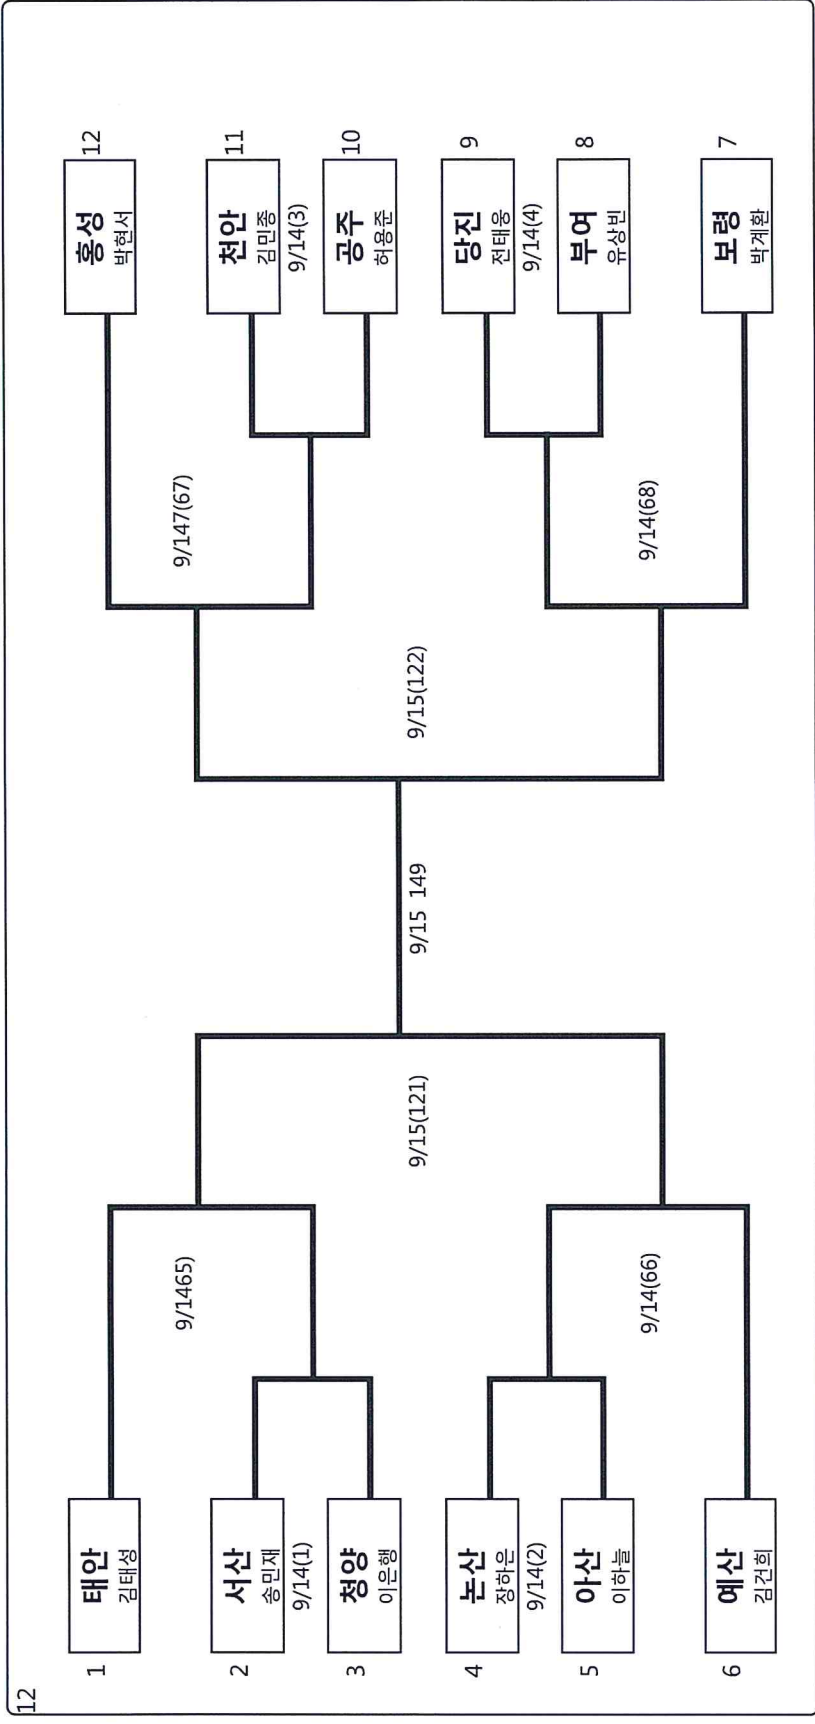 12
1
태안
김태성
2
서산
송민재
9/14(1)
3
청양
이은행
4
논산
장하은
9/14(2)
5
아산
이하늘
6
예산
김건희
9/1465)
9/14(66)
9/15(121)
9/15 149
9/15(122)
9/147(67)
9/14(68)
홍성
박현서
12
천안
김민종
9/14(3)
11
공주
허용준
10
당진
전태웅
9/14(4)
9
부여
유상빈
8
보령
박계환
7